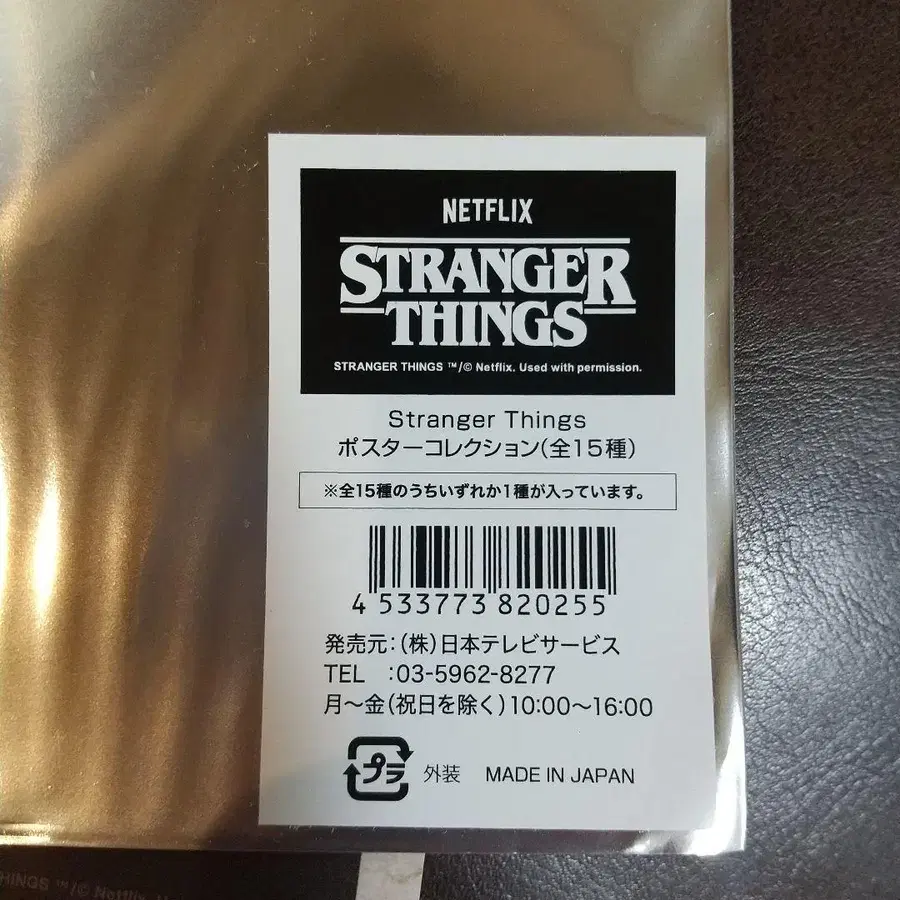 NETFLIX
STRANGER
THINGS
STRANGER THINGS ™/© Netflix. Used with permission.
Stranger Things
ポスターコレクション(全15種)
※全15種のうちいずれか1種が入っています。
4 533773 820255
発売元:(株)日本テレビサービス
TEL :03-5962-8277
月～金(祝日を除く)10:00～16:00
プラ 外装 MADE IN JAPAN
HINGS ™/© Netflix.